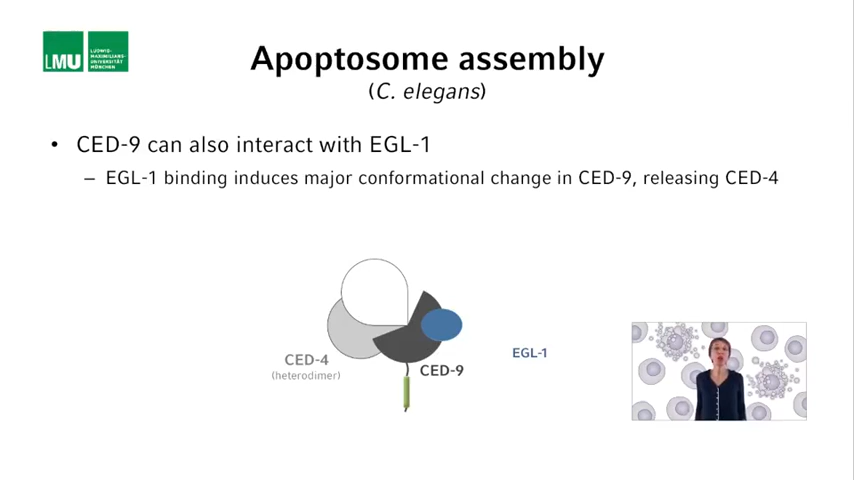 LMU
LUDWIG-
MAXIMILIANS-
UNIVERSITÄT
MÜNCHEN
Apoptosome assembly
(C. elegans)
• CED-9 can also interact with EGL-1
– EGL-1 binding induces major conformational change in CED-9, releasing CED-4
CED-4
(heterodimer)
CED-9
EGL-1